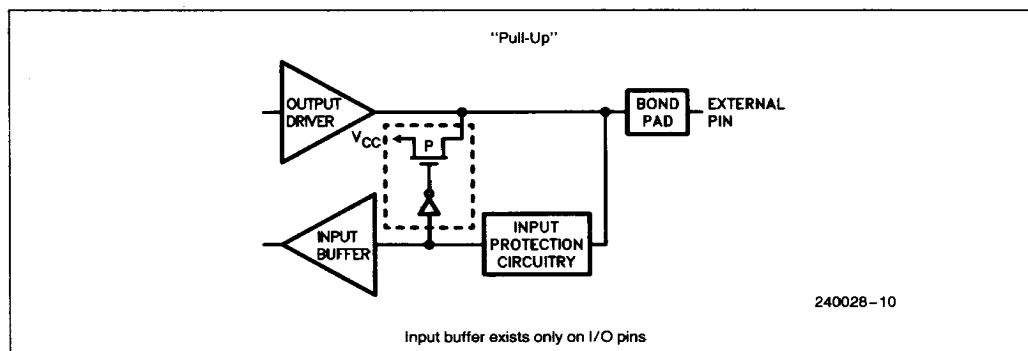 "Pull-Up"
OUTPUT
DRIVER
BOND
PAD
EXTERNAL
PIN
VCC
P
INPUT
BUFFER
INPUT
PROTECTION
CIRCUITRY
240028-10
Input buffer exists only on I/O pins